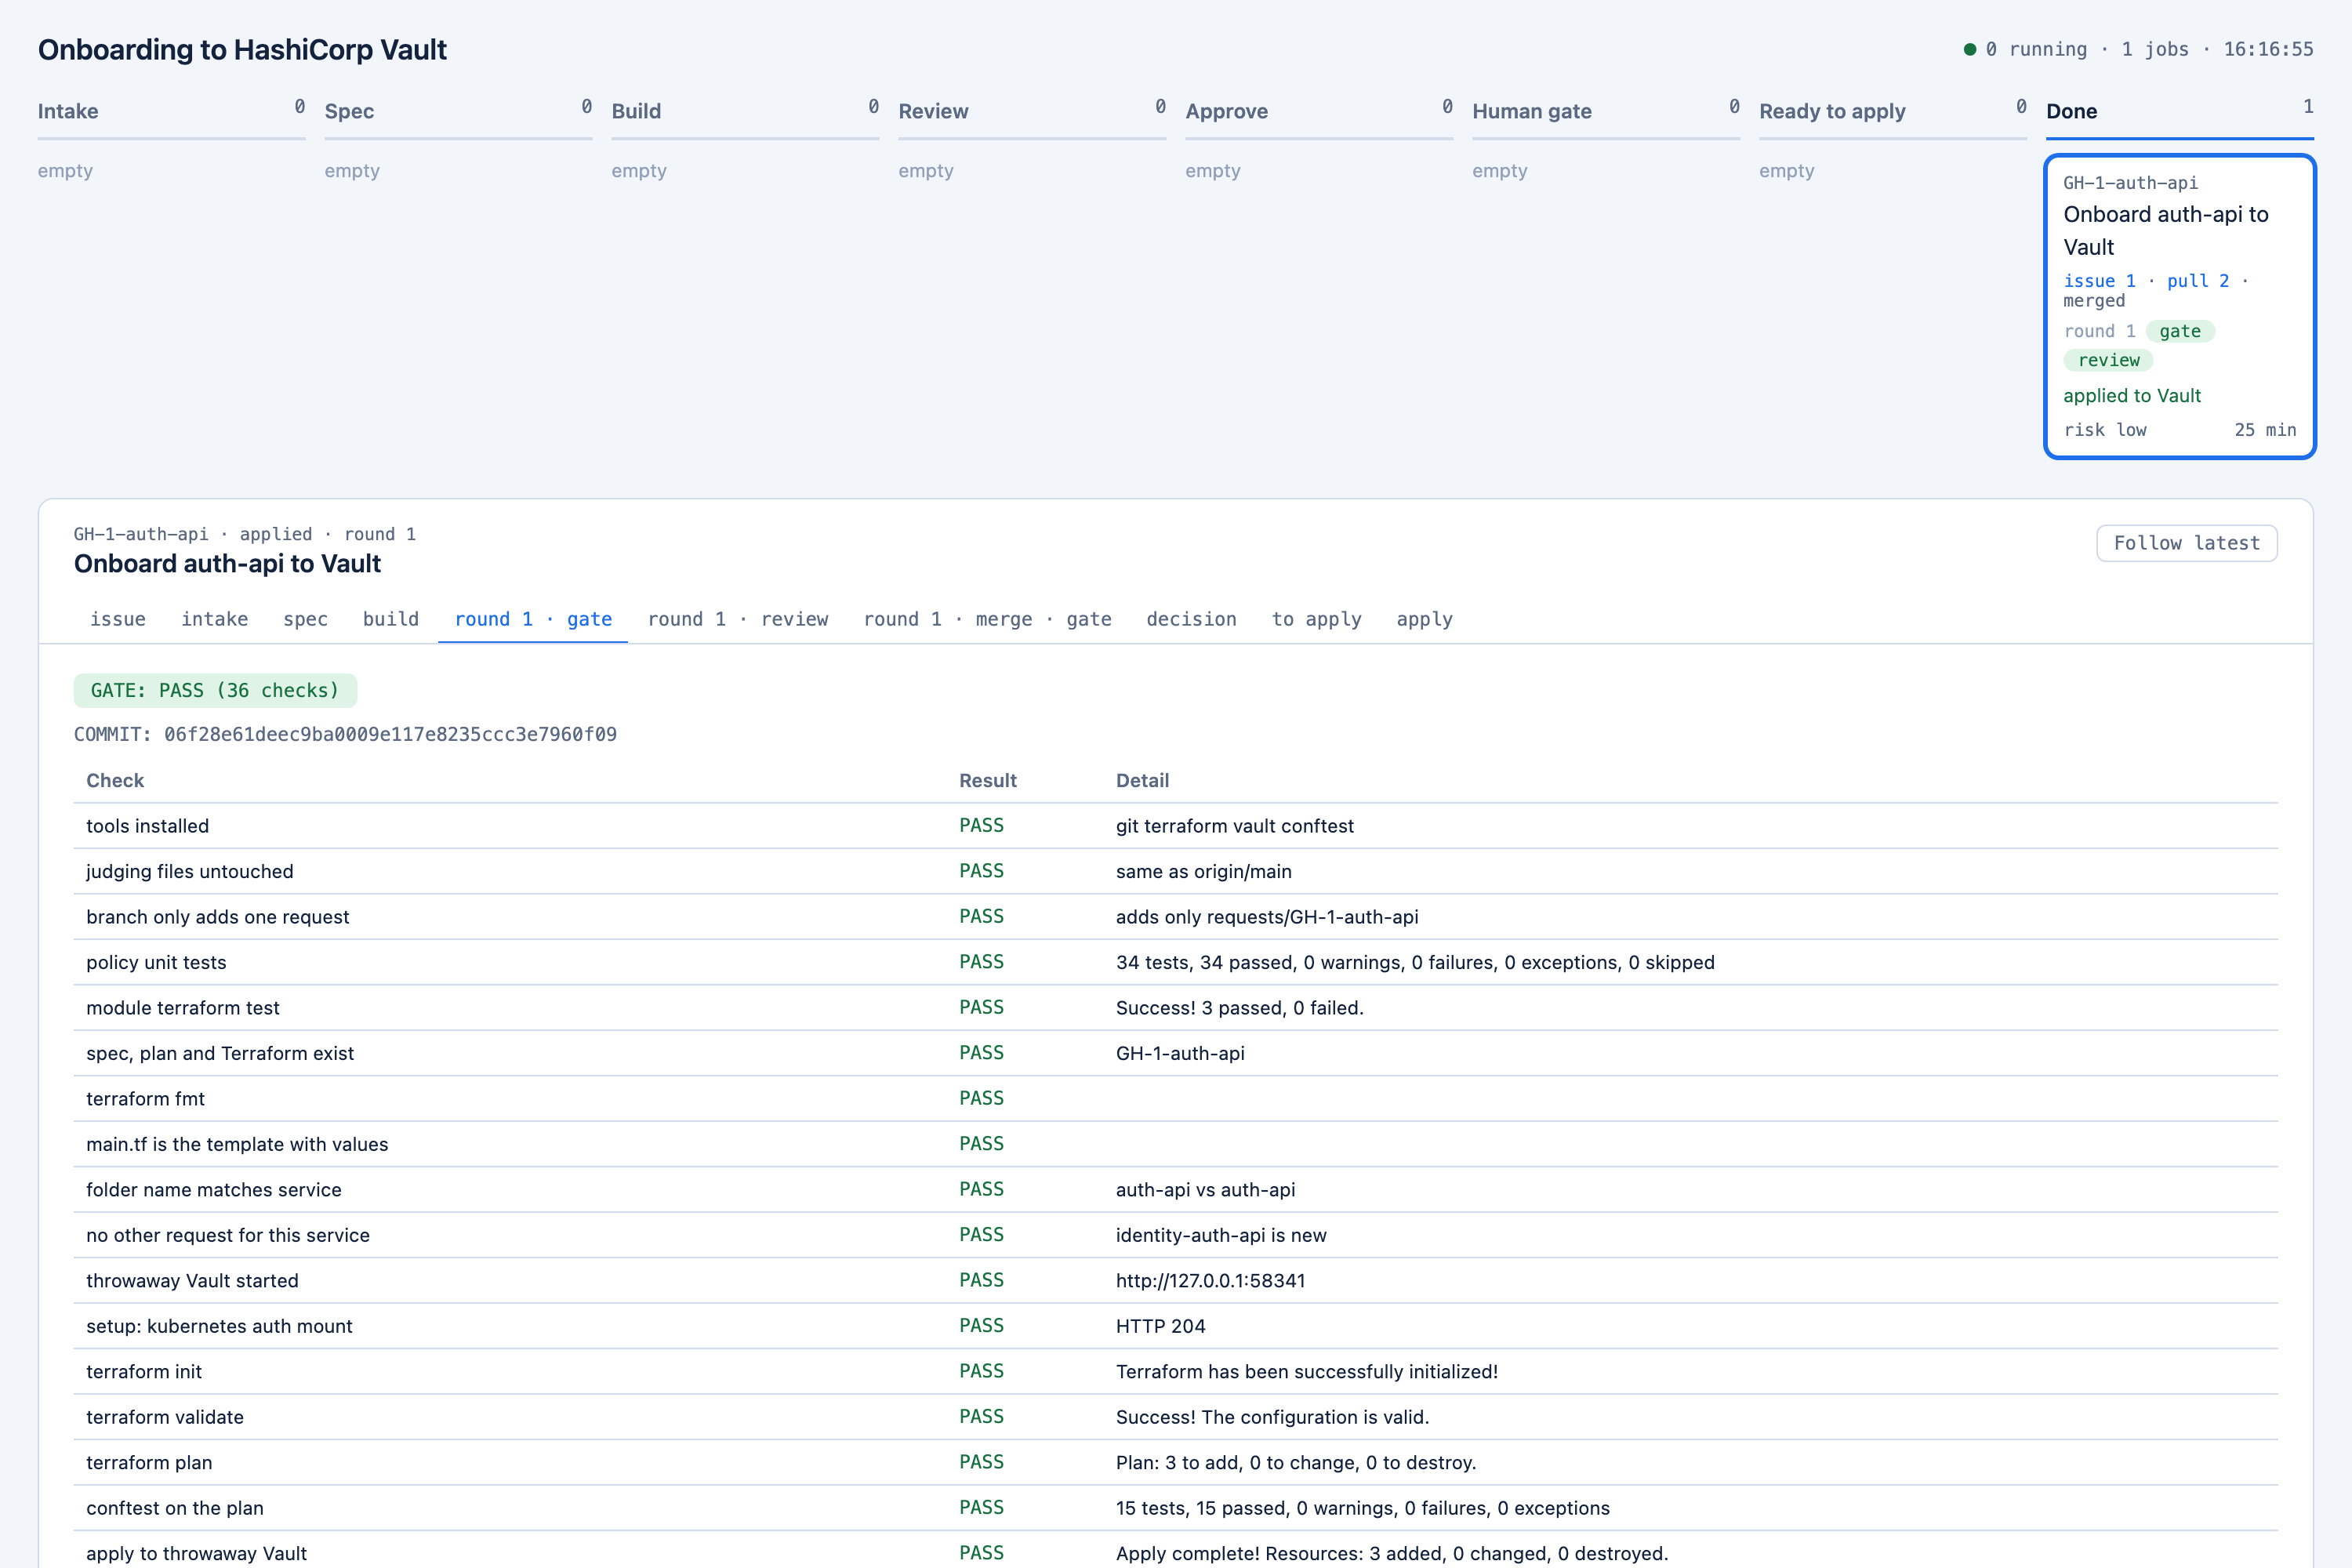 Onboarding to HashiCorp Vault
0 running · 1 jobs · 16:16:55
Intake 0
Spec 0
Build 0
Review 0
Approve 0
Human gate 0
Ready to apply 0
Done 1
empty
empty
empty
empty
empty
empty
empty
GH-1-auth-api
Onboard auth-api to
Vault
issue 1 · pull 2 ·
merged
round 1 gate
review
applied to Vault
risk low 25 min
GH-1-auth-api · applied · round 1
Onboard auth-api to Vault
Follow latest
issue intake spec build round 1 · gate round 1 · review round 1 · merge · gate decision to apply apply
GATE: PASS (36 checks)
COMMIT: 06f28e61deec9ba0009e117e8235ccc3e7960f09
Check Result Detail
tools installed PASS git terraform vault conftest
judging files untouched PASS same as origin/main
branch only adds one request PASS adds only requests/GH-1-auth-api
policy unit tests PASS 34 tests, 34 passed, 0 warnings, 0 failures, 0 exceptions, 0 skipped
module terraform test PASS Success! 3 passed, 0 failed.
spec, plan and Terraform exist PASS GH-1-auth-api
terraform fmt PASS
main.tf is the template with values PASS
folder name matches service PASS auth-api vs auth-api
no other request for this service PASS identity-auth-api is new
throwaway Vault started PASS http://127.0.0.1:58341
setup: kubernetes auth mount PASS HTTP 204
terraform init PASS Terraform has been successfully initialized!
terraform validate PASS Success! The configuration is valid.
terraform plan PASS Plan: 3 to add, 0 to change, 0 to destroy.
conftest on the plan PASS 15 tests, 15 passed, 0 warnings, 0 failures, 0 exceptions
apply to throwaway Vault PASS Apply complete! Resources: 3 added, 0 changed, 0 destroyed.